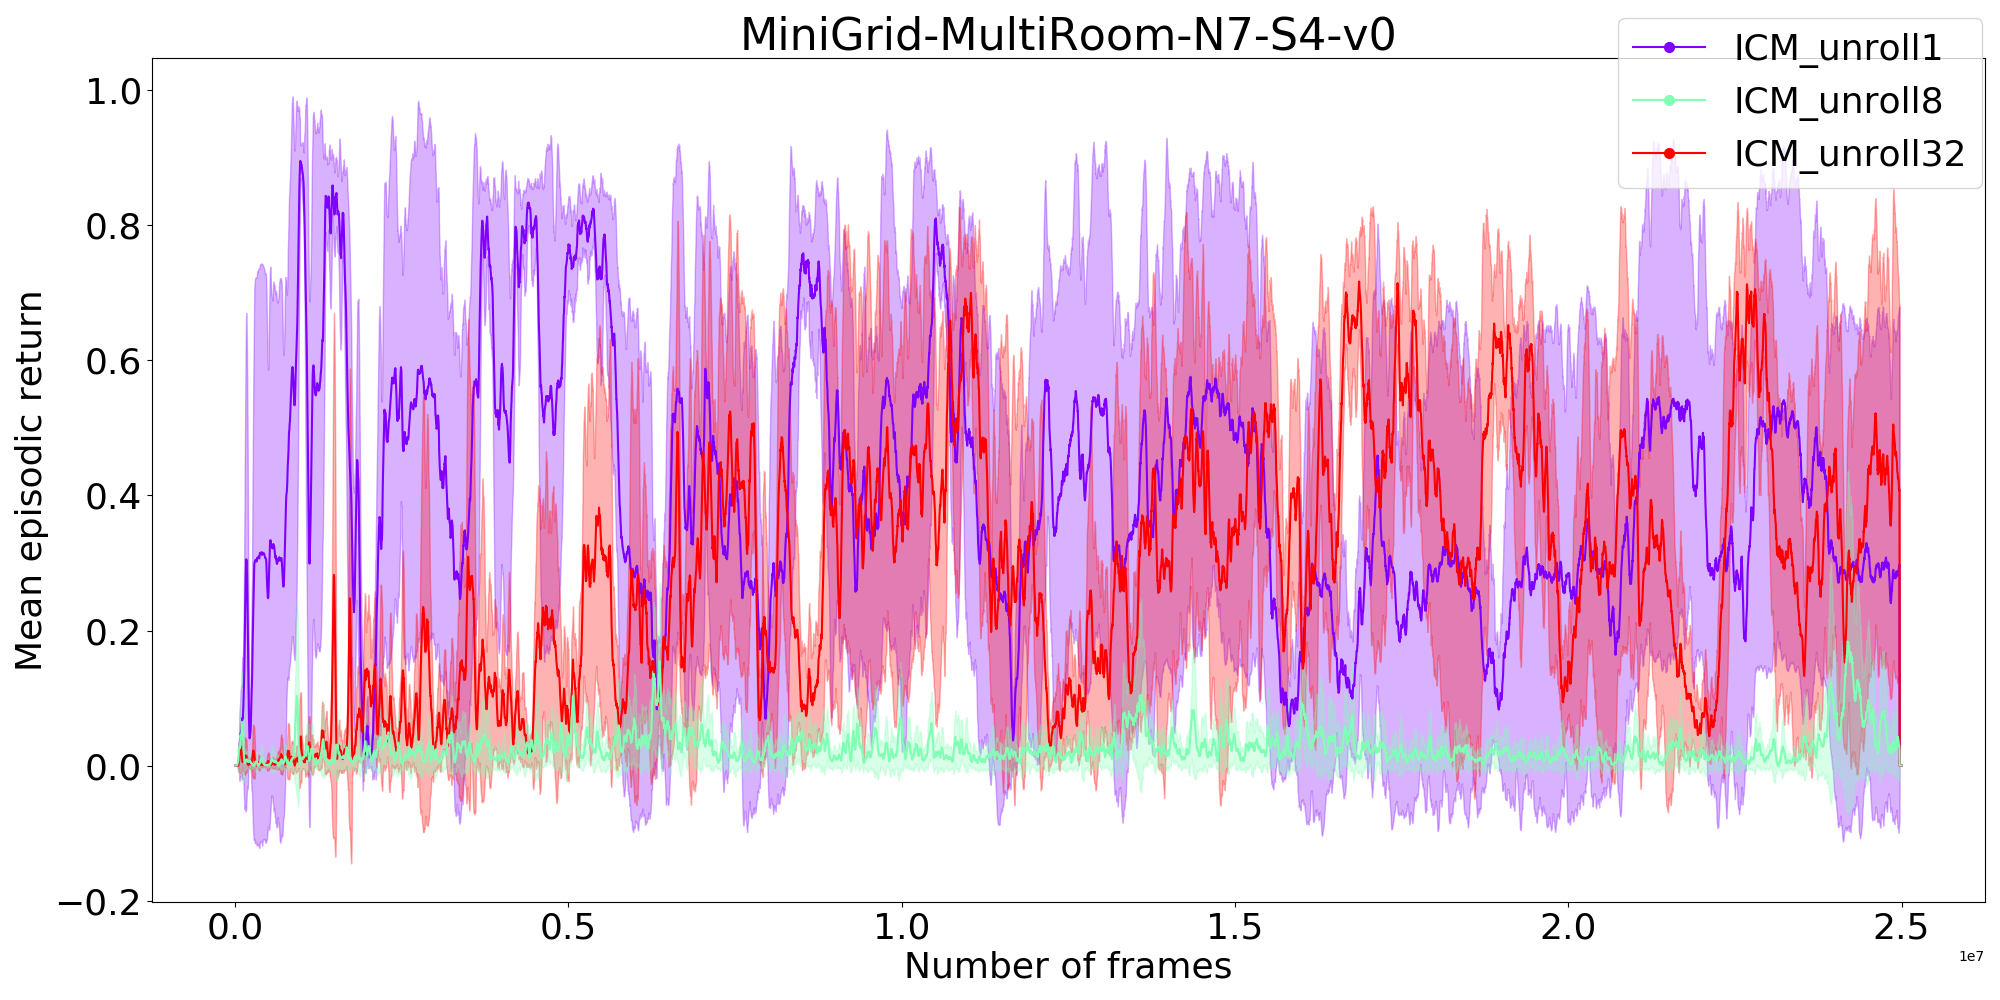 MiniGrid-MultiRoom-N7-S4-v0
ICM_unroll1
ICM_unroll8
ICM_unroll32
Mean episodic return
1.0
0.8
0.6
0.4
0.2
0.0
−0.2
0.0 0.5 1.0 1.5 2.0 2.5
1e7
Number of frames